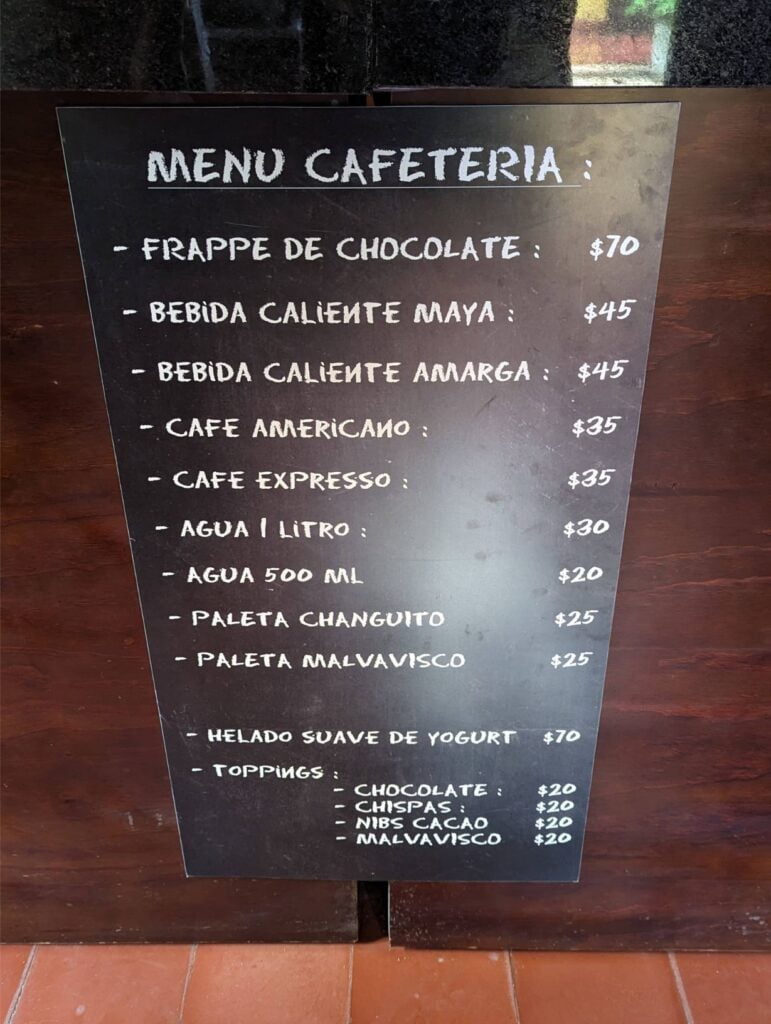 MENU CAFETERIA :
- FRAPPE DE CHOCOLATE : $70
- BEBIDA CALIENTE MAYA : $45
- BEBIDA CALIENTE AMARGA : $45
- CAFE AMERICANO : $35
- CAFE EXPRESSO : $35
- AGUA 1 LITRO : $30
- AGUA 500 ML $20
- PALETA CHANGUITO $25
- PALETA MALVAVISCO $25
- HELADO SUAVE DE YOGURT $70
- TOPPINGS :
- CHOCOLATE : $20
- CHISPAS : $20
- NIBS CACAO $20
- MALVAVISCO $20